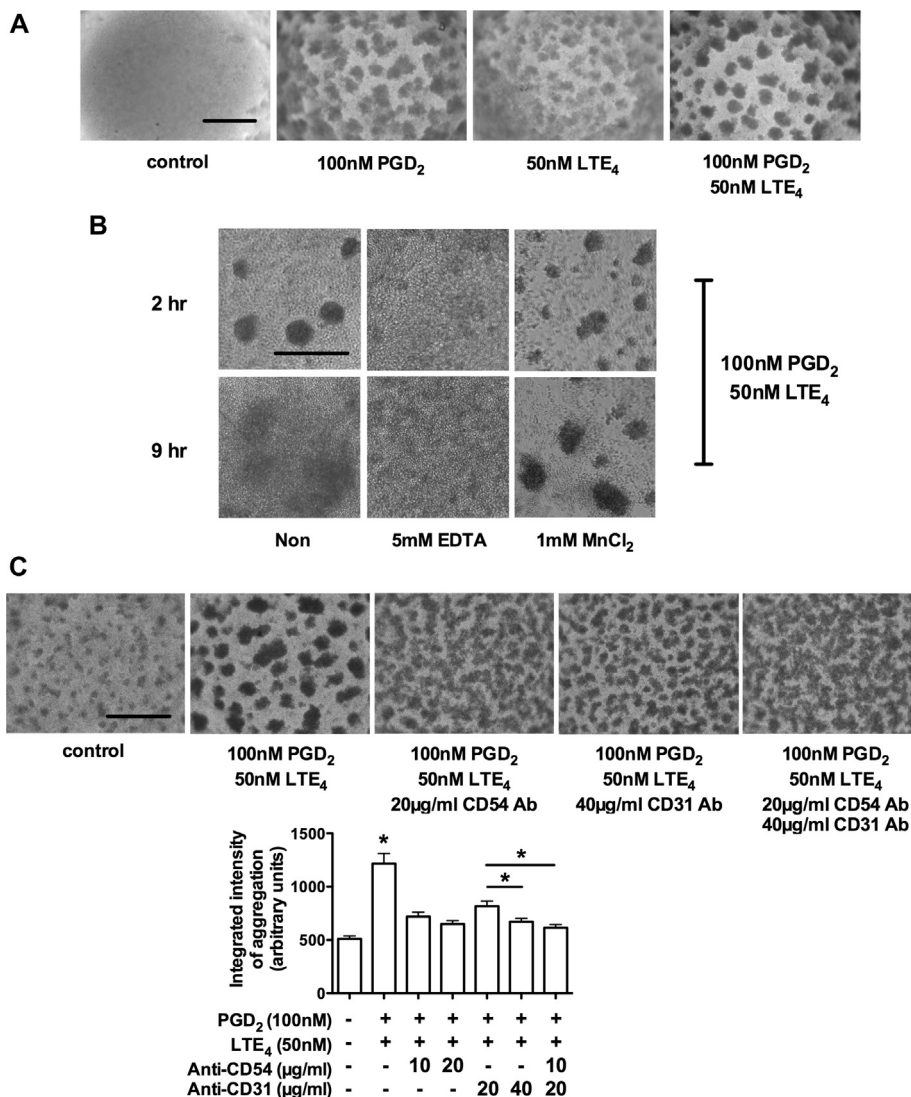 A
control
100nM PGD2
50nM LTE4
100nM PGD2
50nM LTE4
B
2 hr
9 hr
100nM PGD2
50nM LTE4
Non
5mM EDTA
1mM MnCl2
C
control
100nM PGD2
50nM LTE4
100nM PGD2
50nM LTE4
20µg/ml CD54 Ab
100nM PGD2
50nM LTE4
40µg/ml CD31 Ab
100nM PGD2
50nM LTE4
20µg/ml CD54 Ab
40µg/ml CD31 Ab
Integrated intensity
of aggregation
(arbitrary units)
1500
1000
500
0
*
*
*
PGD2 (100nM) - + + + + + +
LTE4 (50nM) - + + + + + +
Anti-CD54 (µg/ml) - - 10 20 - - 10
Anti-CD31 (µg/ml) - - - - 20 40 20